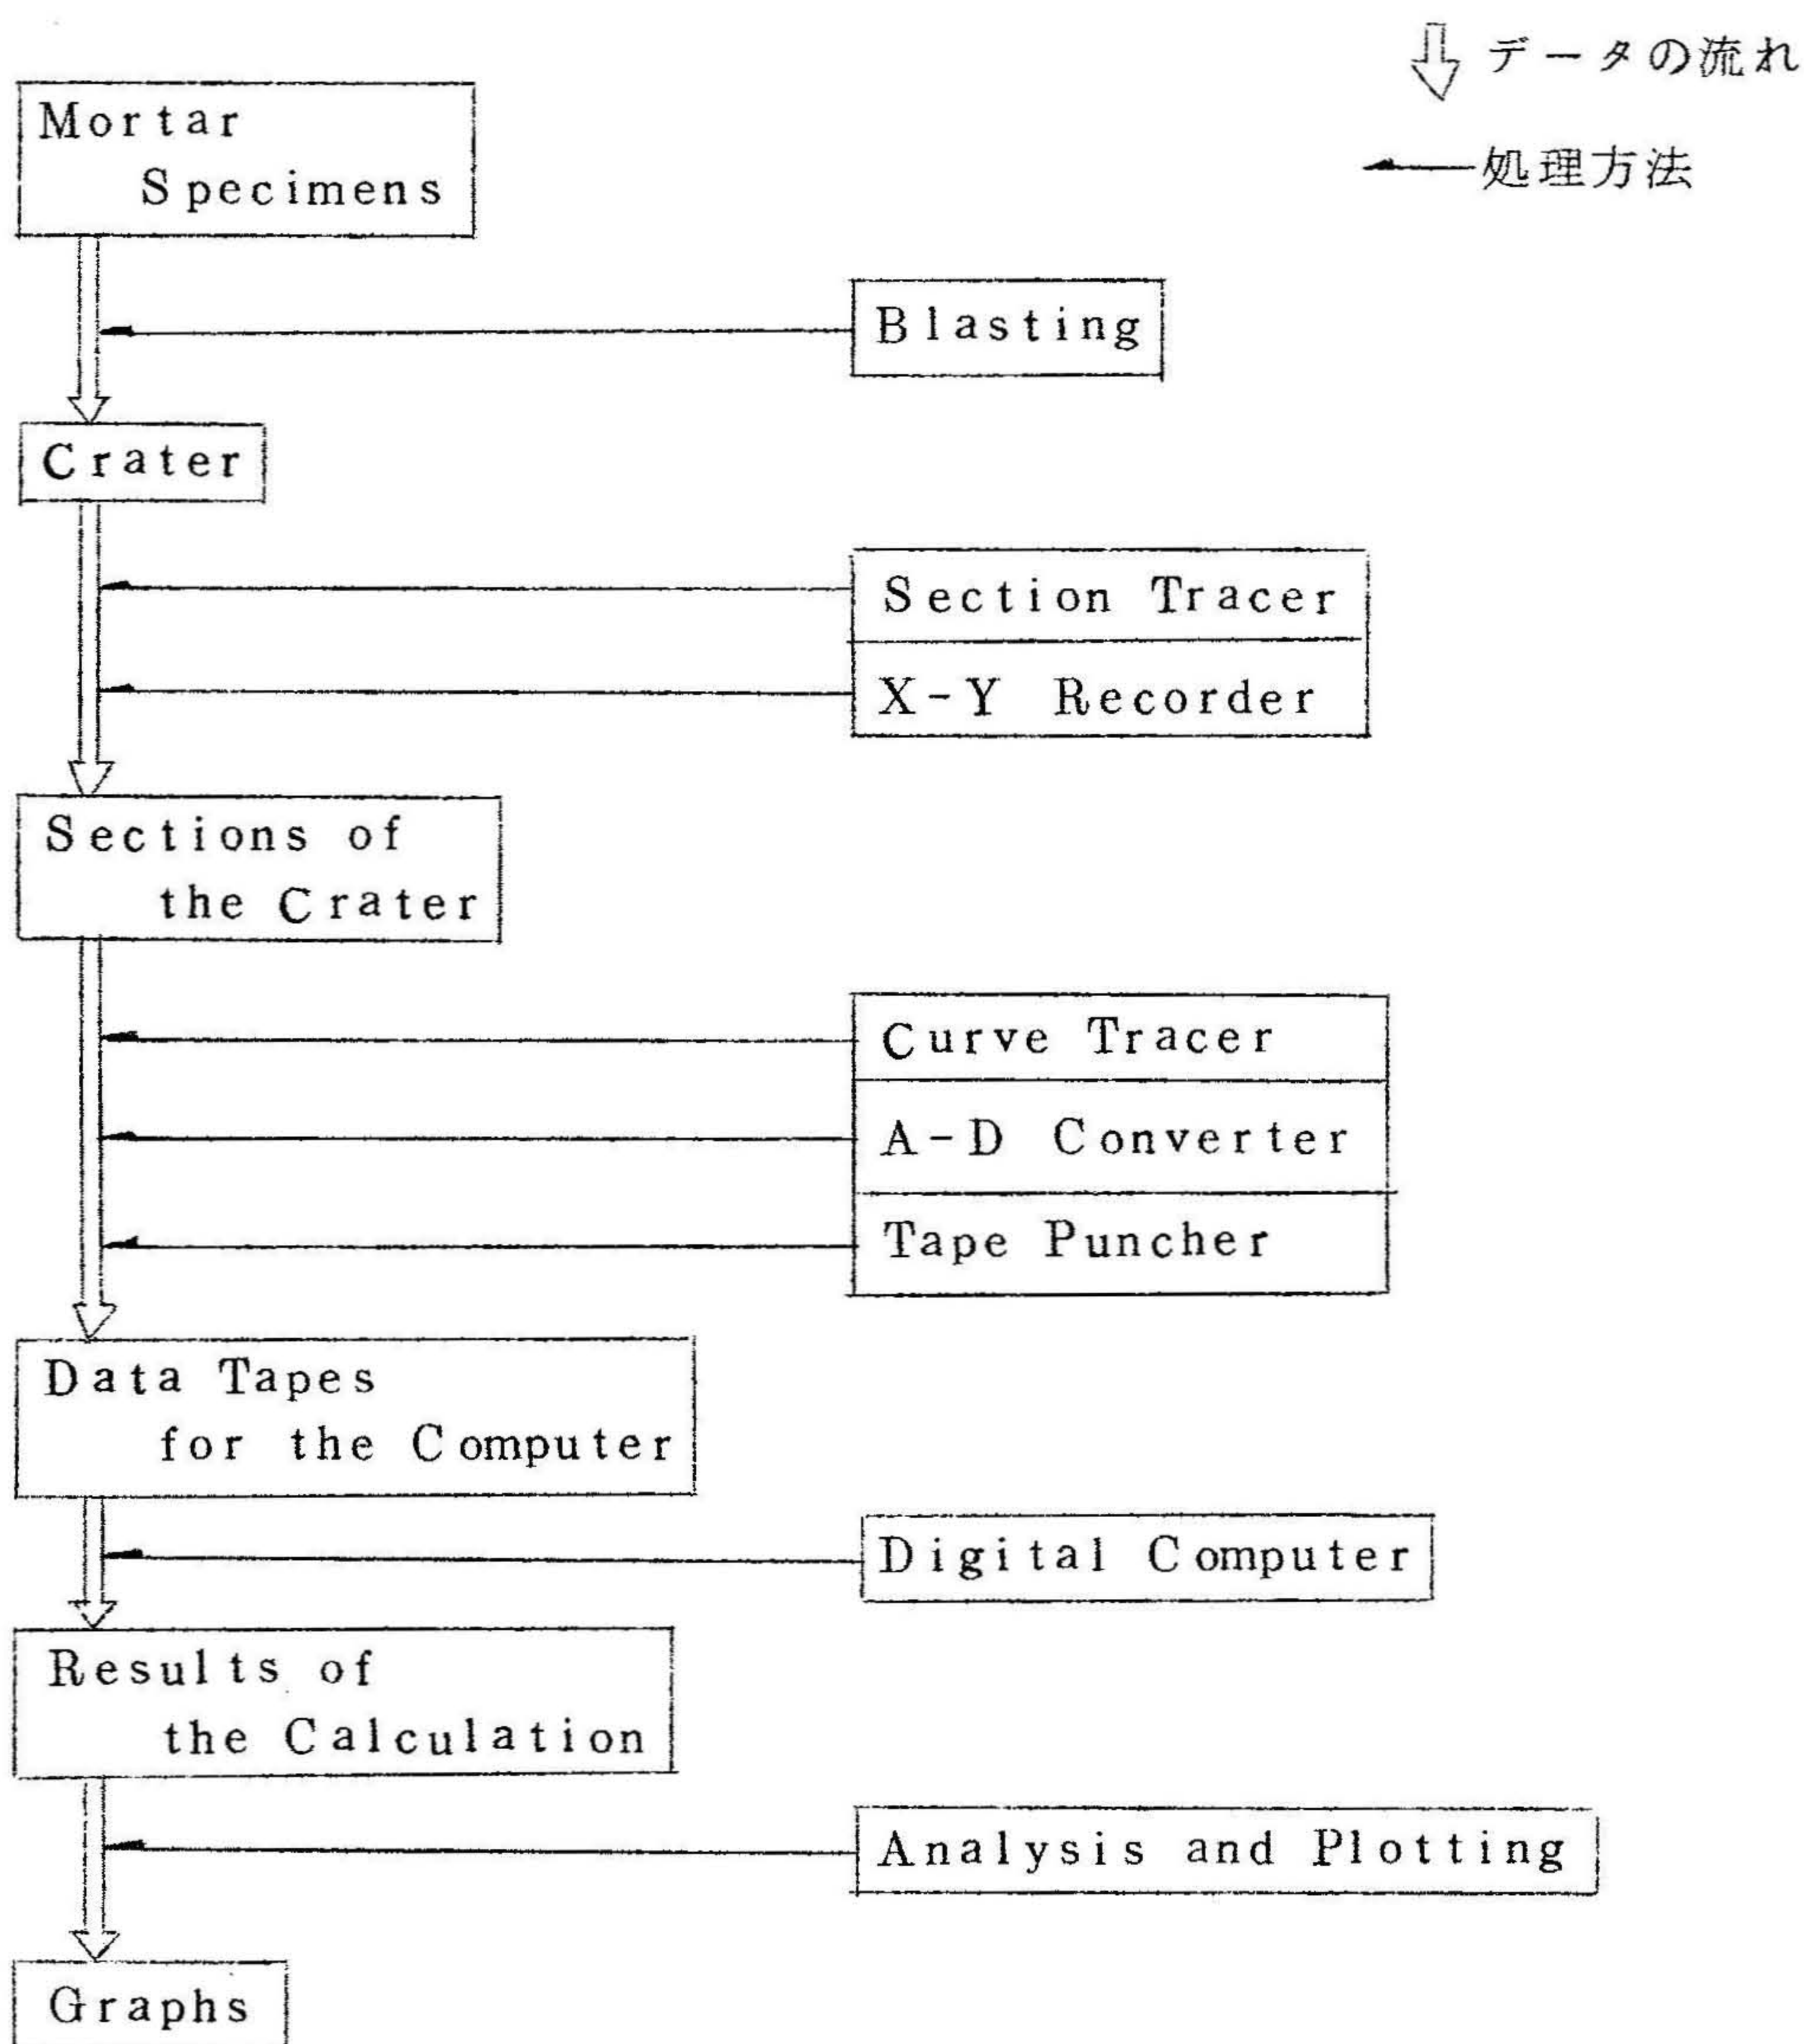 データの流れ
処理方法
Mortar
Specimens
Blasting
Crater
Section Tracer
X-Y Recorder
Sections of
the Crater
Curve Tracer
A-D Converter
Tape Puncher
Data Tapes
for the Computer
Digital Computer
Results of
the Calculation
Analysis and Plotting
Graphs